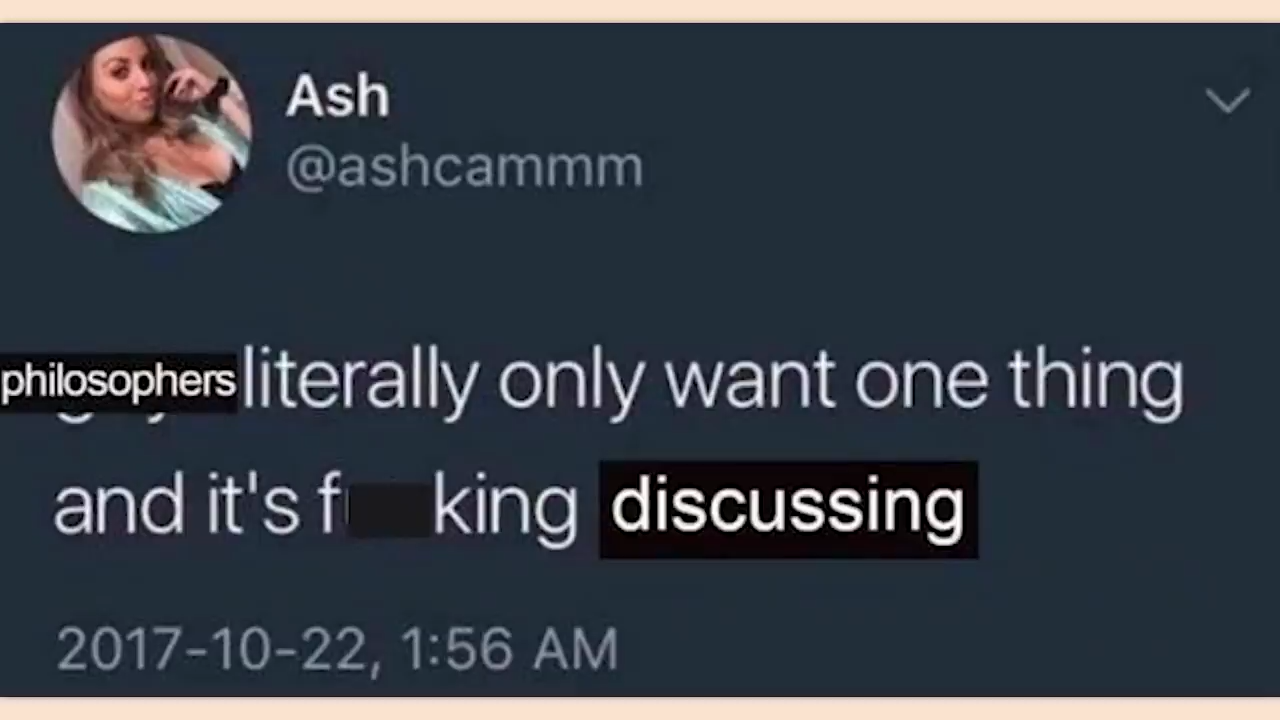 Ash
@ashcammm
philosophers literally only want one thing
and it's f king discussing
2017-10-22, 1:56 AM